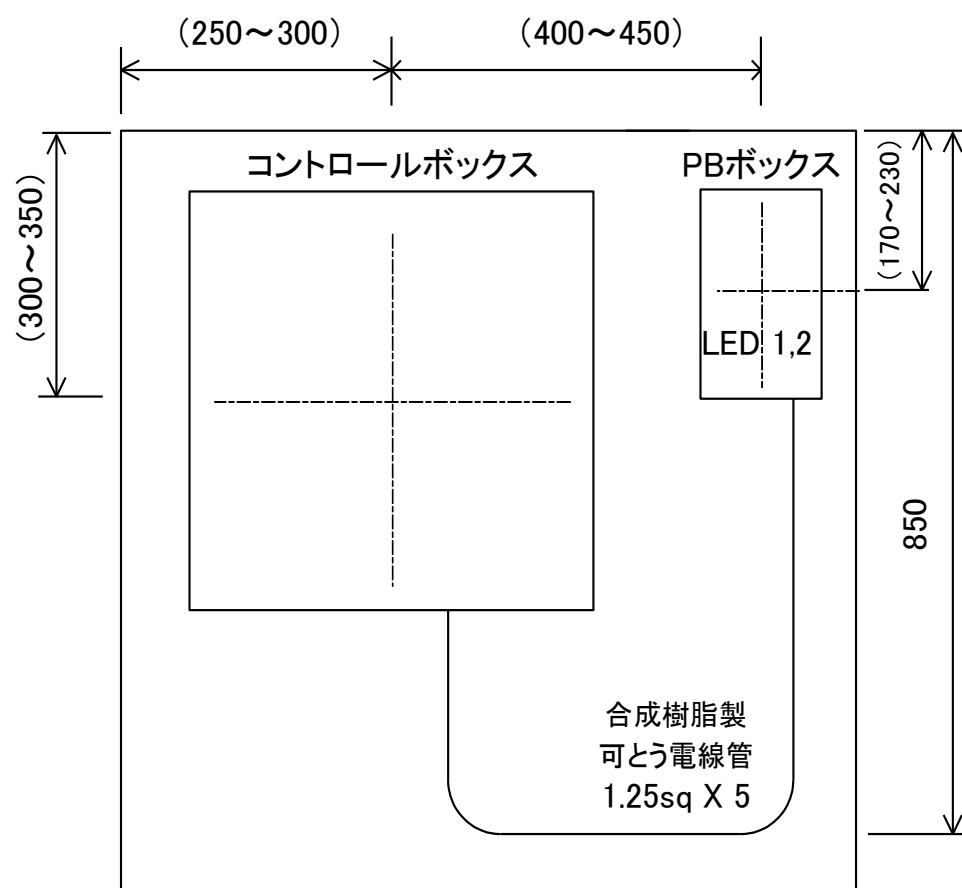 （250～300）
（400～450）
コントロールボックス
PBボックス
（300～350）
（170～230）
LED 1,2
850
合成樹脂製
可とう電線管
1.25sq X 5